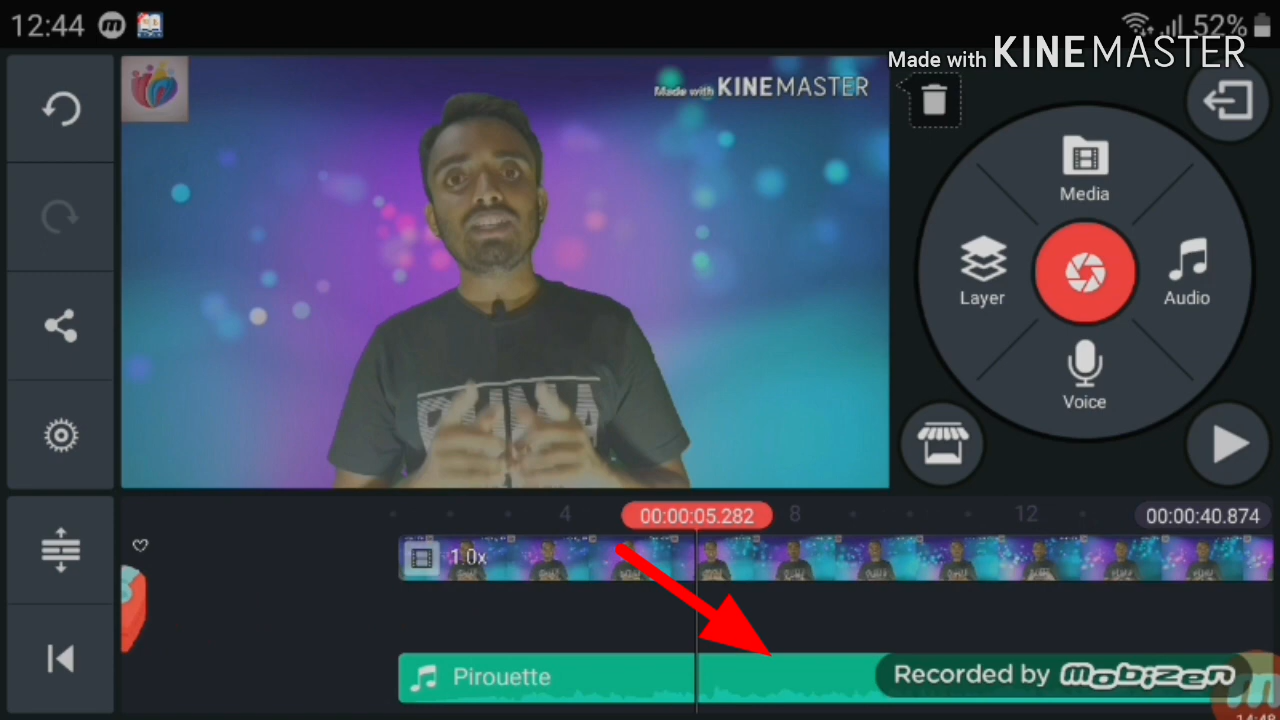 12:44
52%
Made with KINEMASTER
Made with KINEMASTER
Media
Layer
Audio
Voice
4
00:00:05.282
8
12
00:00:40.874
1.0x
Pirouette
Recorded by mobizen